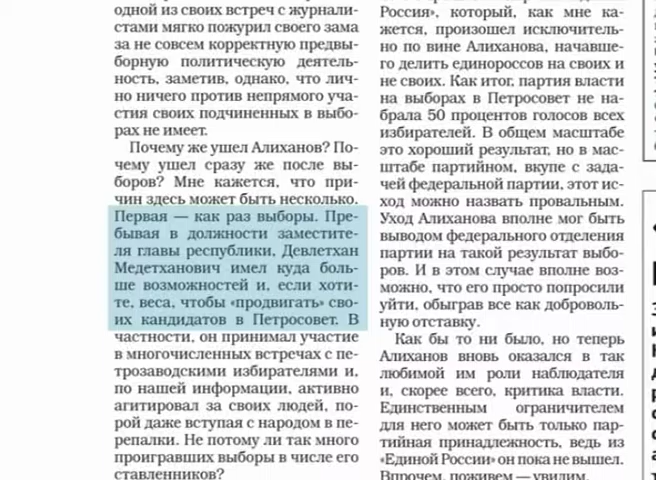 одной из своих встреч с журнали-
стами мягко пожурил своего зама
за не совсем корректную предвы-
борную политическую деятель-
ность, заметив, однако, что лич-
но ничего против непрямого уча-
стия своих подчиненных в выбо-
рах не имеет.
Почему же ушел Алиханов? По-
чему ушел сразу же после вы-
боров? Мне кажется, что при-
чин здесь может быть несколько.
Первая — как раз выборы. Пре-
бывая в должности заместите-
ля главы республики, Девлетхан
Медетханович имел куда боль-
ше возможностей и, если хоти-
те, веса, чтобы «продвигать» сво-
их кандидатов в Петросовет. В
частности, он принимал участие
в многочисленных встречах с пе-
трозаводскими избирателями и,
по нашей информации, активно
агитировал за своих людей, по-
рой даже вступая с народом в пе-
репалки. Не потому ли так много
проигравших выборы в числе его
ставленников?
Россия», который, как мне ка-
жется, произошел исключитель-
но по вине Алиханова, начавше-
го делить единороссов на своих и
не своих. Как итог, партия власти
на выборах в Петросовет не на-
брала 50 процентов голосов всех
избирателей. В общем масштабе
это хороший результат, но в мас-
штабе партийном, вкупе с зада-
чей федеральной партии, этот ис-
ход можно назвать провальным.
Уход Алиханова вполне мог быть
выводом федерального отделения
партии на такой результат выбо-
ров. И в этом случае вполне воз-
можно, что его просто попросили
уйти, обыграв все как доброволь-
ную отставку.
Как бы то ни было, но теперь
Алиханов вновь оказался в так
любимой им роли наблюдателя
и, скорее всего, критика власти.
Единственным ограничителем
для него может быть только пар-
тийная принадлежность, ведь из
«Единой России» он пока не вышел.
Впрочем, поживем — увидим.